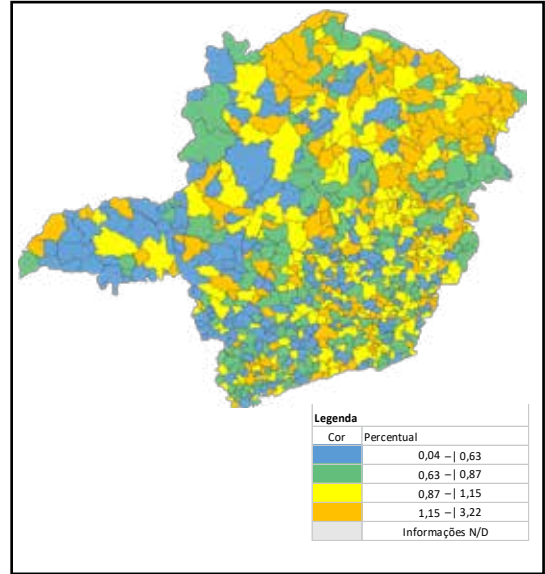 Legenda
Cor Percentual
0,04 –| 0,63
0,63 –| 0,87
0,87 –| 1,15
1,15 –| 3,22
Informações N/D